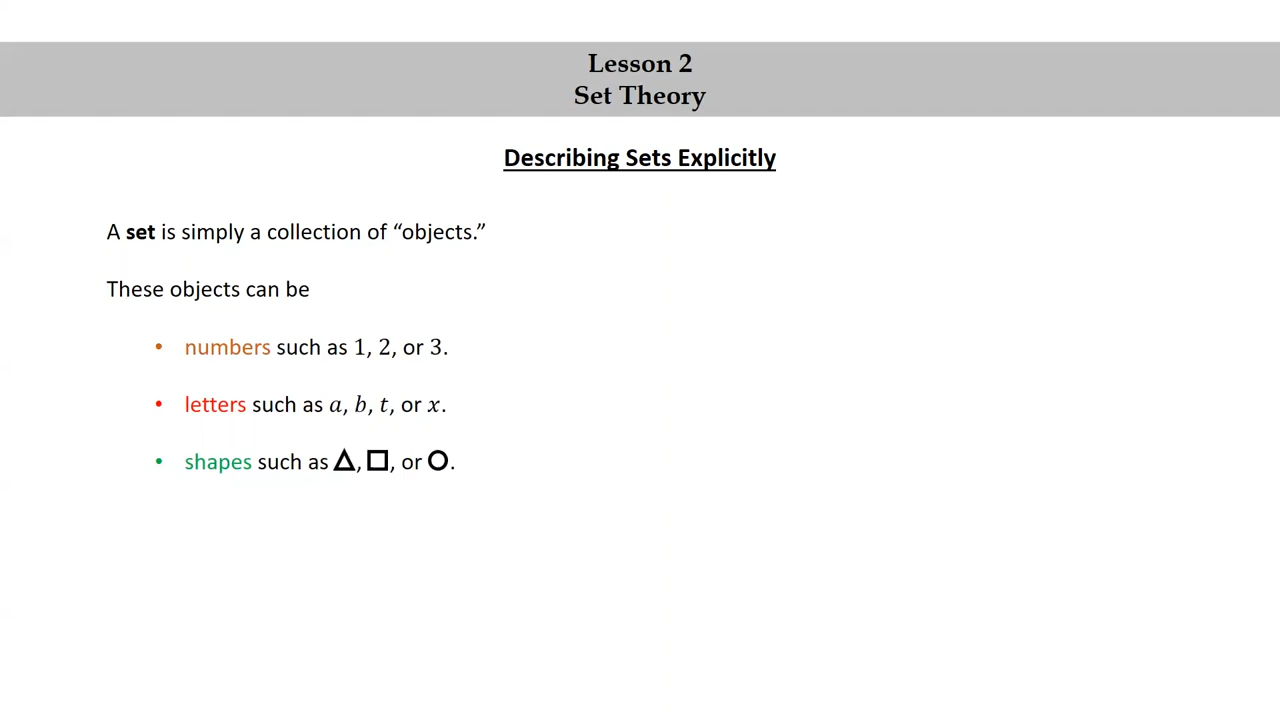 Lesson 2
Set Theory
Describing Sets Explicitly
A set is simply a collection of “objects.”
These objects can be
• numbers such as 1, 2, or 3.
• letters such as a, b, t, or x.
• shapes such as △, □, or ○.